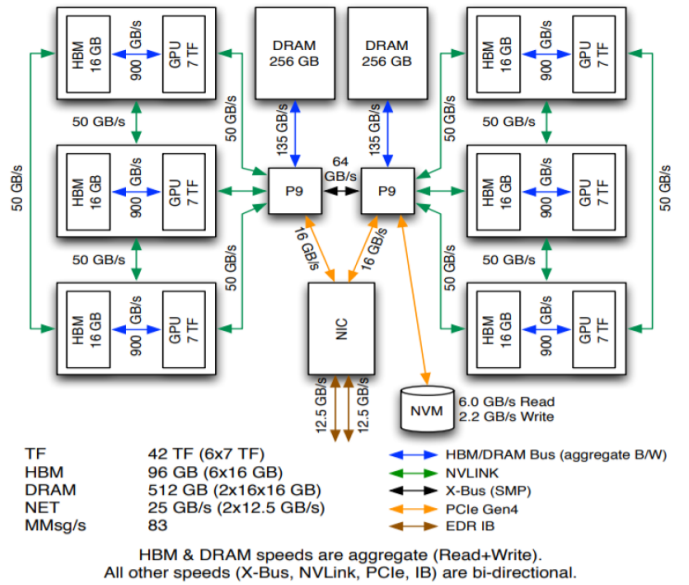 HBM
16 GB
900
GB/s
GPU
7 TF
DRAM
256 GB
DRAM
256 GB
HBM
16 GB
900
GB/s
GPU
7 TF
50 GB/s
50 GB/s
135 GB/s
64
GB/s
135 GB/s
50 GB/s
50 GB/s
50 GB/s
HBM
16 GB
900
GB/s
GPU
7 TF
P9
P9
HBM
16 GB
900
GB/s
GPU
7 TF
50 GB/s
50 GB/s
50 GB/s
16 GB/s
16 GB/s
50 GB/s
50 GB/s
HBM
16 GB
900
GB/s
GPU
7 TF
NIC
HBM
16 GB
900
GB/s
GPU
7 TF
12.5 GB/s
12.5 GB/s
NVM
6.0 GB/s Read
2.2 GB/s Write
TF 42 TF (6x7 TF)
HBM 96 GB (6x16 GB)
DRAM 512 GB (2x16x16 GB)
NET 25 GB/s (2x12.5 GB/s)
MMsg/s 83
HBM/DRAM Bus (aggregate B/W)
NVLINK
X-Bus (SMP)
PCIe Gen4
EDR IB
HBM & DRAM speeds are aggregate (Read+Write).
All other speeds (X-Bus, NVLink, PCIe, IB) are bi-directional.